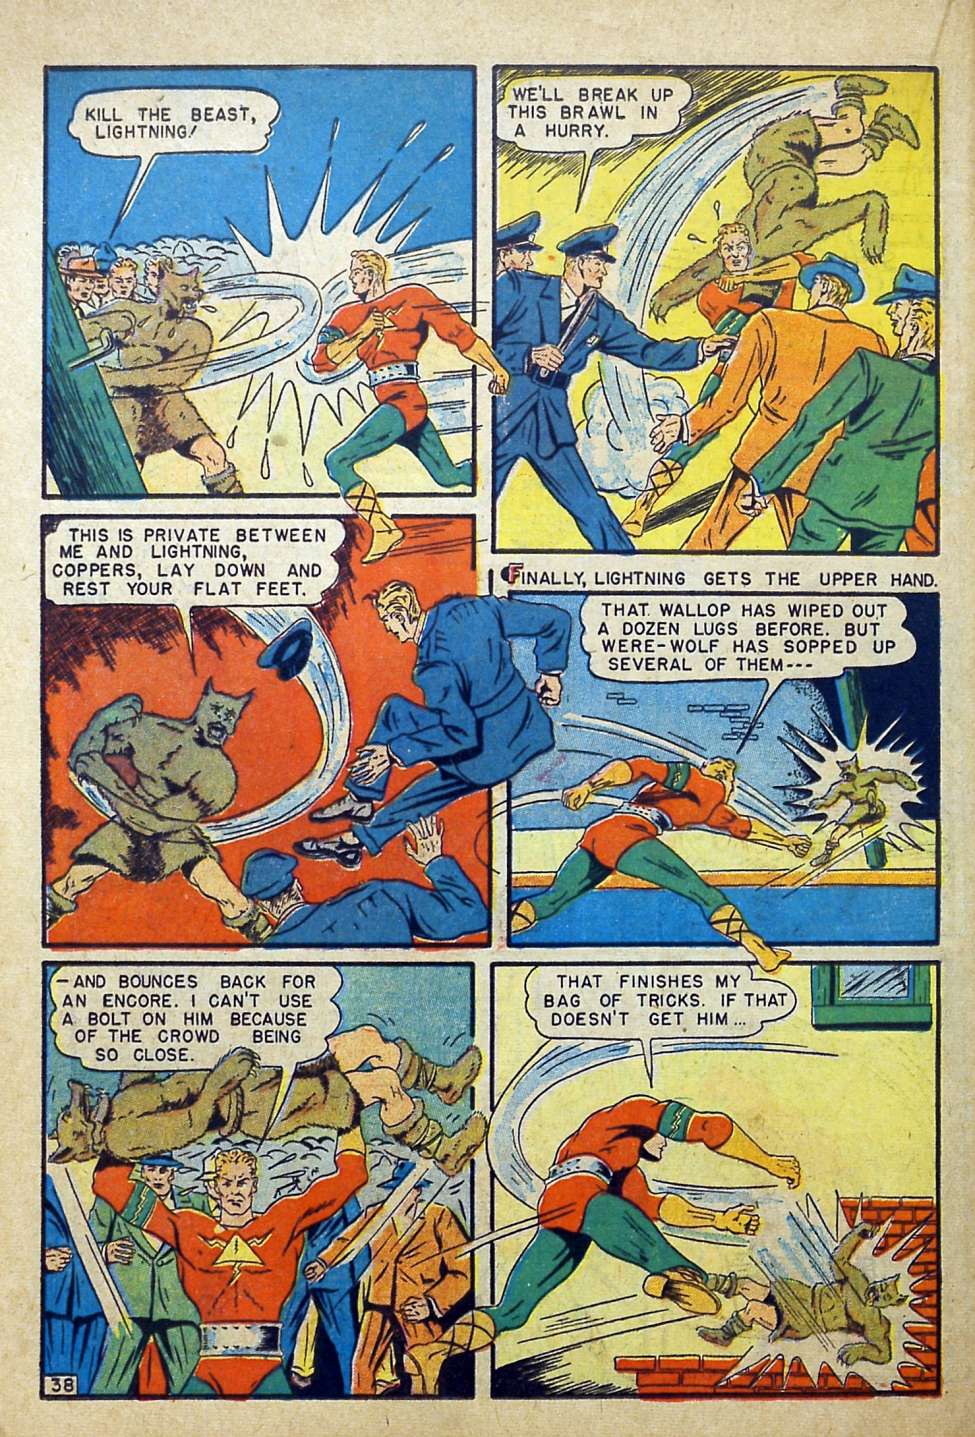 KILL THE BEAST,
LIGHTNING!
WE'LL BREAK UP
THIS BRAWL IN
A HURRY.
THIS IS PRIVATE BETWEEN
ME AND LIGHTNING,
COPPERS, LAY DOWN AND
REST YOUR FLAT FEET.
FINALLY, LIGHTNING GETS THE UPPER HAND.
THAT WALLOP HAS WIPED OUT
A DOZEN LUGS BEFORE. BUT
WERE-WOLF HAS SOPPED UP
SEVERAL OF THEM---
-AND BOUNCES BACK FOR
AN ENCORE. I CAN'T USE
A BOLT ON HIM BECAUSE
OF THE CROWD BEING
SO CLOSE.
THAT FINISHES MY
BAG OF TRICKS. IF THAT
DOESN'T GET HIM...
38